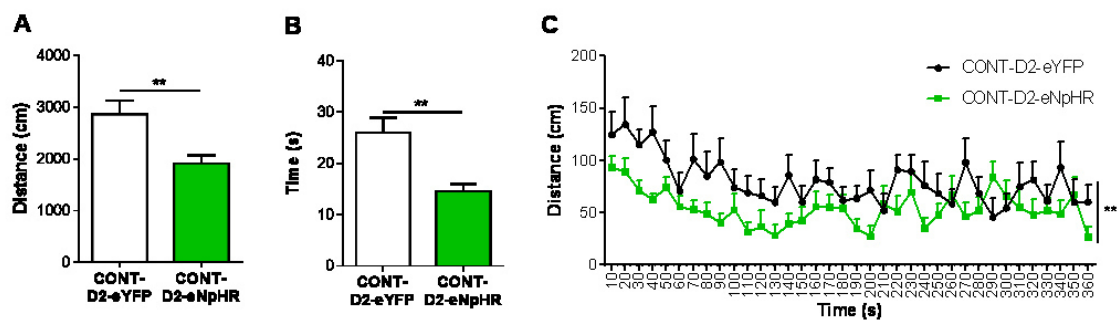 A
Distance (cm)
4000
3000
2000
1000
0
**
CONT-
D2-eYFP
CONT-
D2-eNpHR
B
Time (s)
60
40
30
20
10
0
**
CONT-
D2-eYFP
CONT-
D2-eNpHR
C
Distance (cm)
200
150
100
50
0
CONT-D2-eYFP
CONT-D2-eNpHR
**
10 20 30 40 50 60 70 80 90 100 110 120 130 140 150 160 170 180 190 200 210 220 230 240 250 260 270 280 290 300 310 320 330 340 350 360
Time (s)